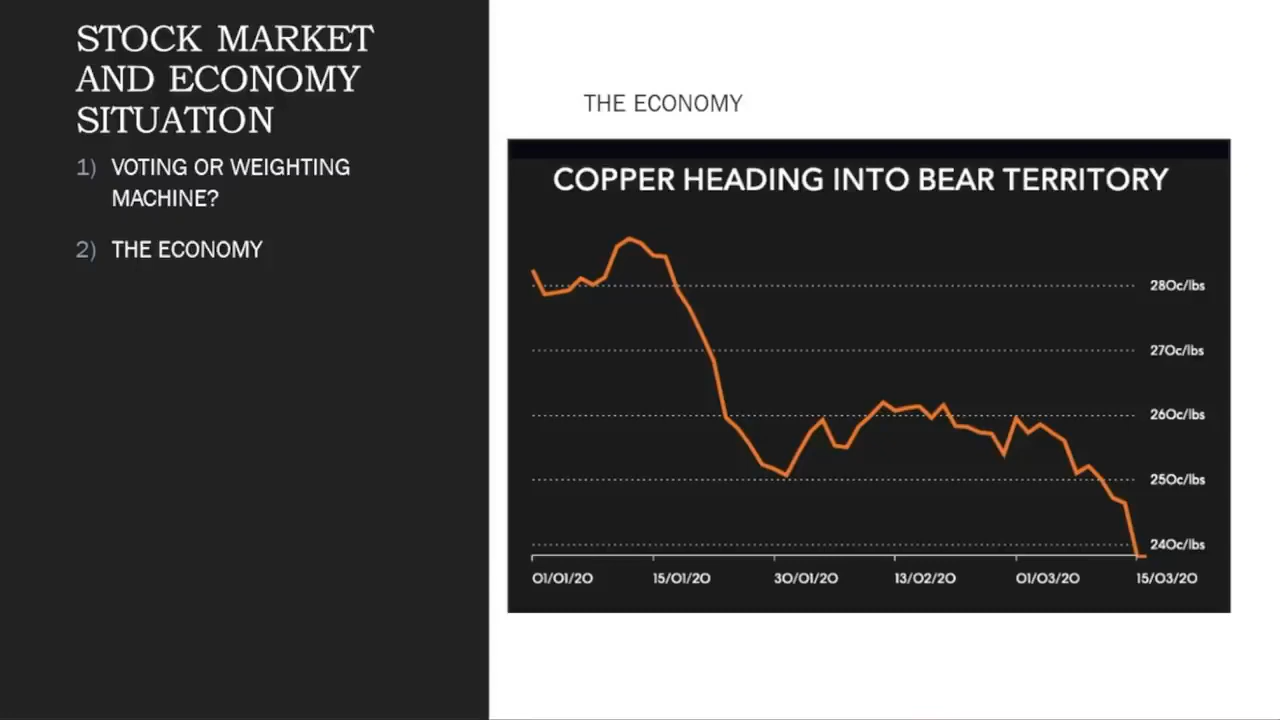 STOCK MARKET
AND ECONOMY
SITUATION
1) VOTING OR WEIGHTING
MACHINE?
2) THE ECONOMY
THE ECONOMY
COPPER HEADING INTO BEAR TERRITORY
280c/lbs
270c/lbs
260c/lbs
250c/lbs
240c/lbs
01/01/20 15/01/20 30/01/20 13/02/20 01/03/20 15/03/20